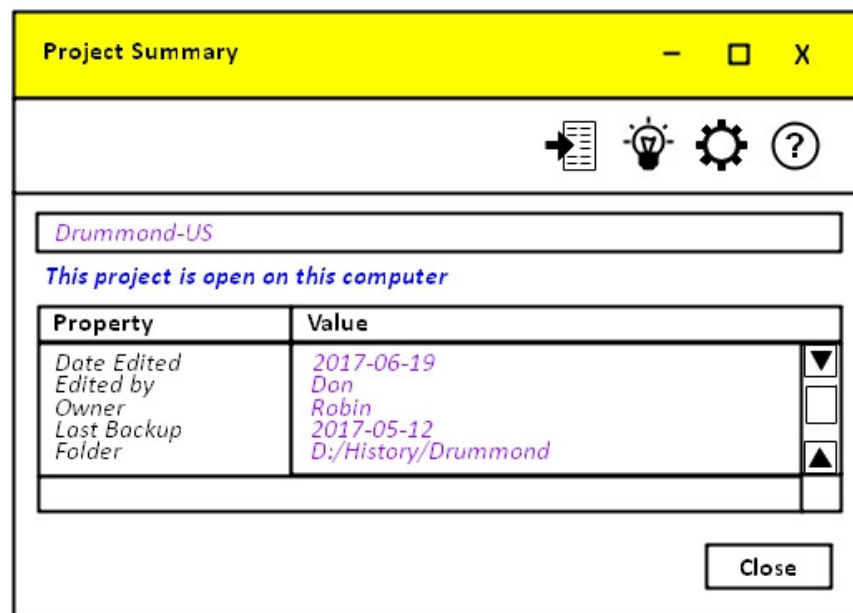 Project Summary
– X
?
Drummond-US
This project is open on this computer
Property Value
Date Edited 2017-06-19
Edited by Don
Owner Robin
Last Backup 2017-05-12
Folder D:/History/Drummond
Close